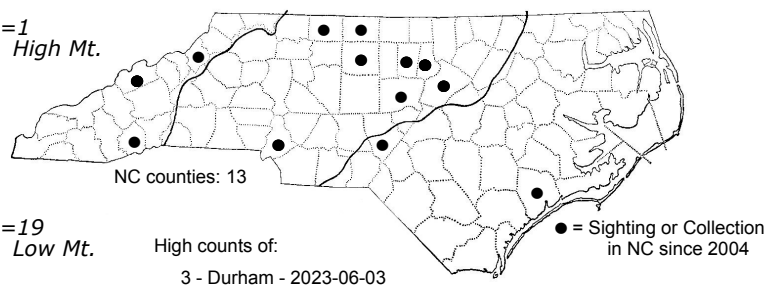 =1
High Mt.
NC counties: 13
=19
Low Mt.
High counts of:
3 - Durham - 2023-06-03
● = Sighting or Collection
in NC since 2004